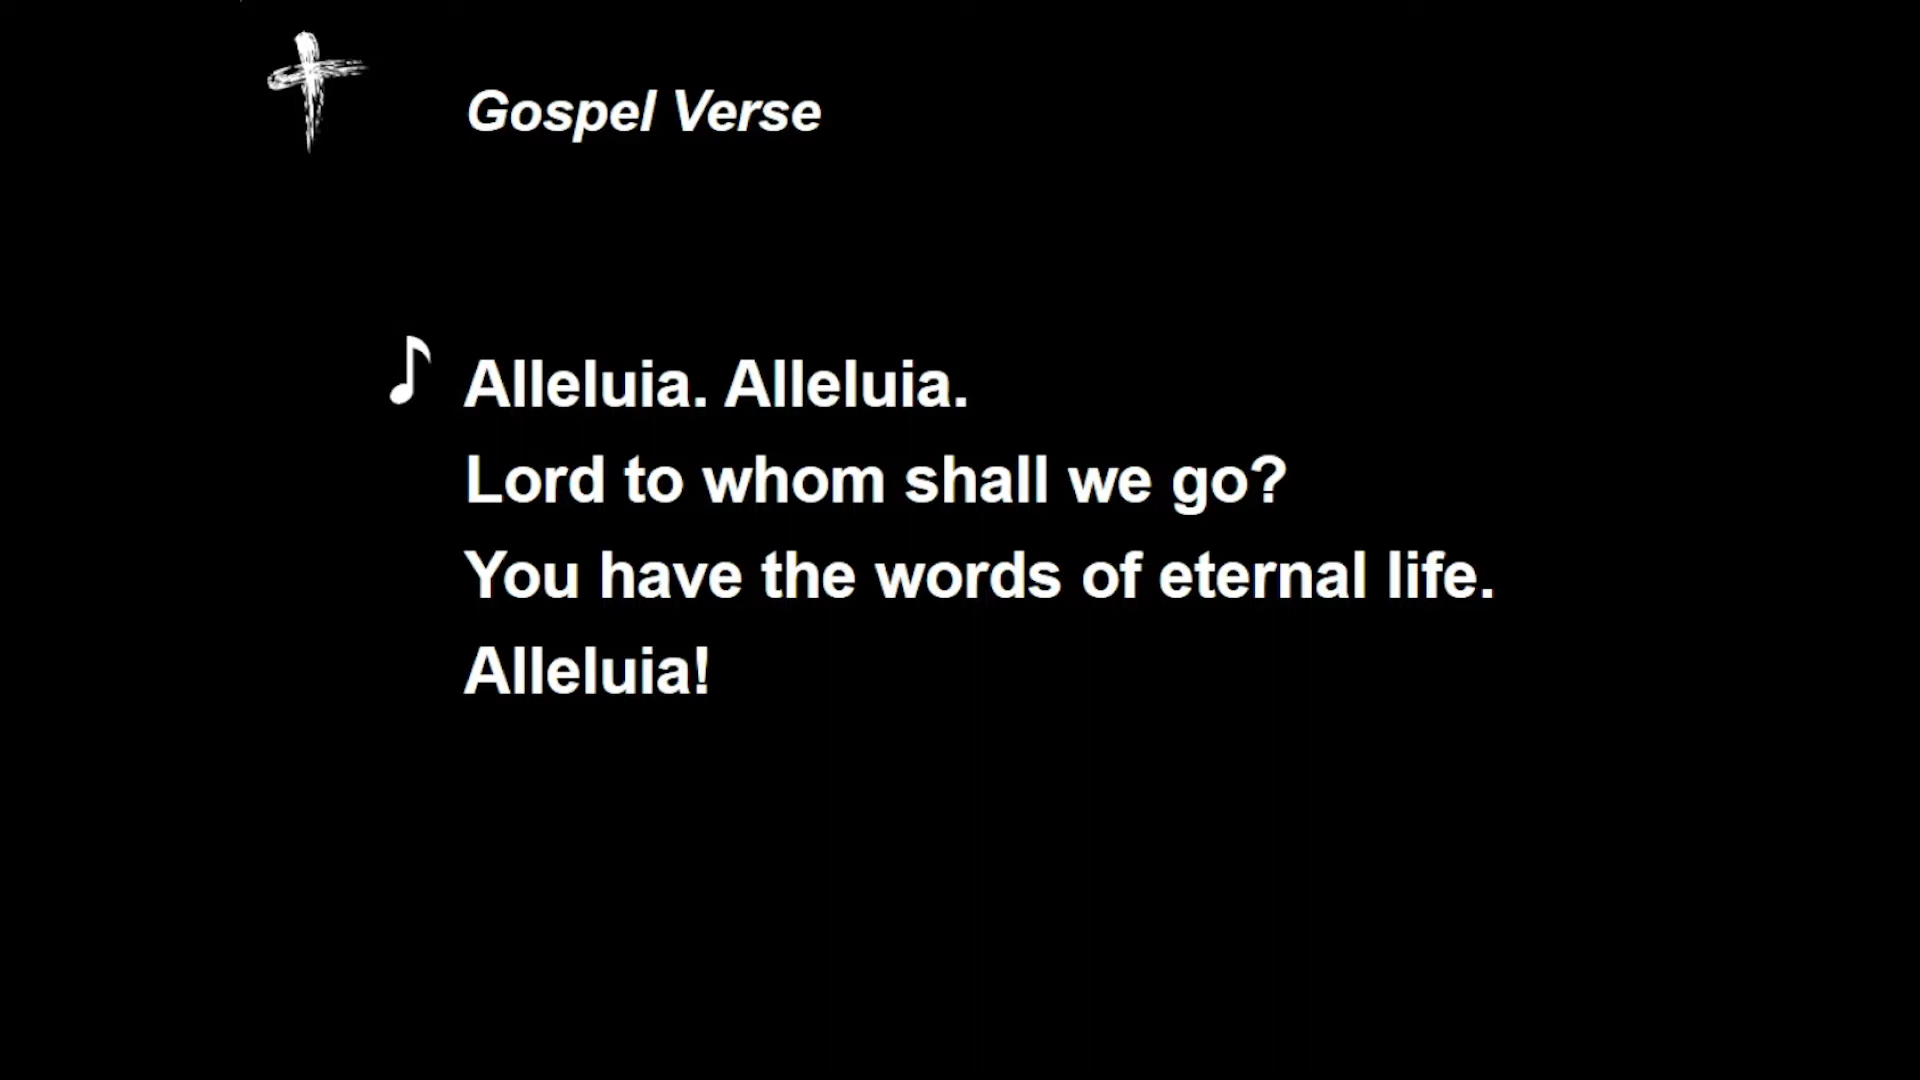 Gospel Verse
Alleluia. Alleluia.
Lord to whom shall we go?
You have the words of eternal life.
Alleluia!